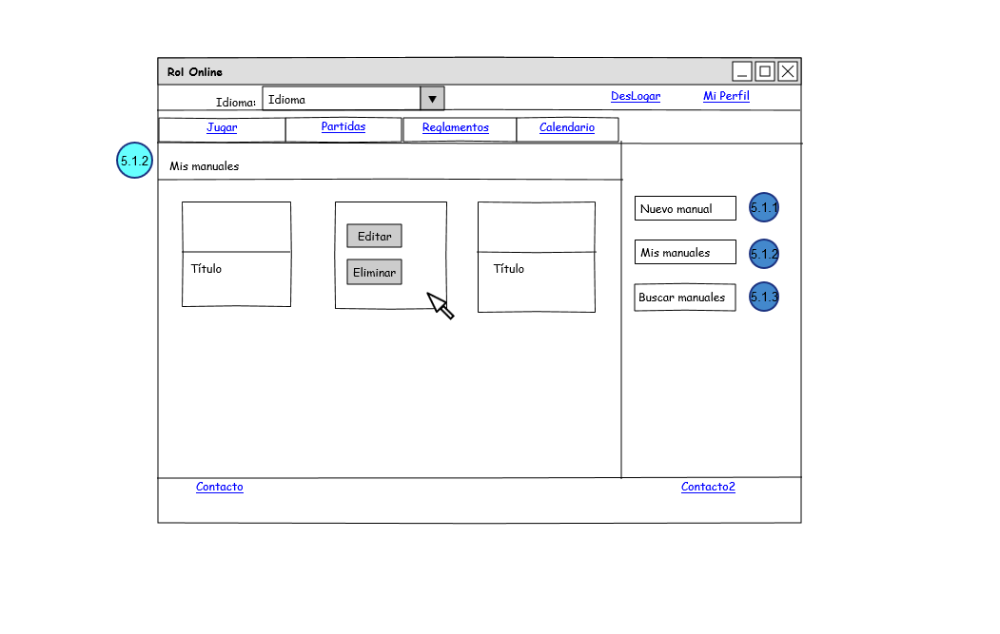 Rol Online
Idioma: Idioma
DesLogar Mi Perfil
Jugar Partidas Reglamentos Calendario
5.1.2
Mis manuales
Nuevo manual 5.1.1
Editar
Mis manuales 5.1.2
Título Eliminar Título
Buscar manuales 5.1.3
Contacto Contacto2